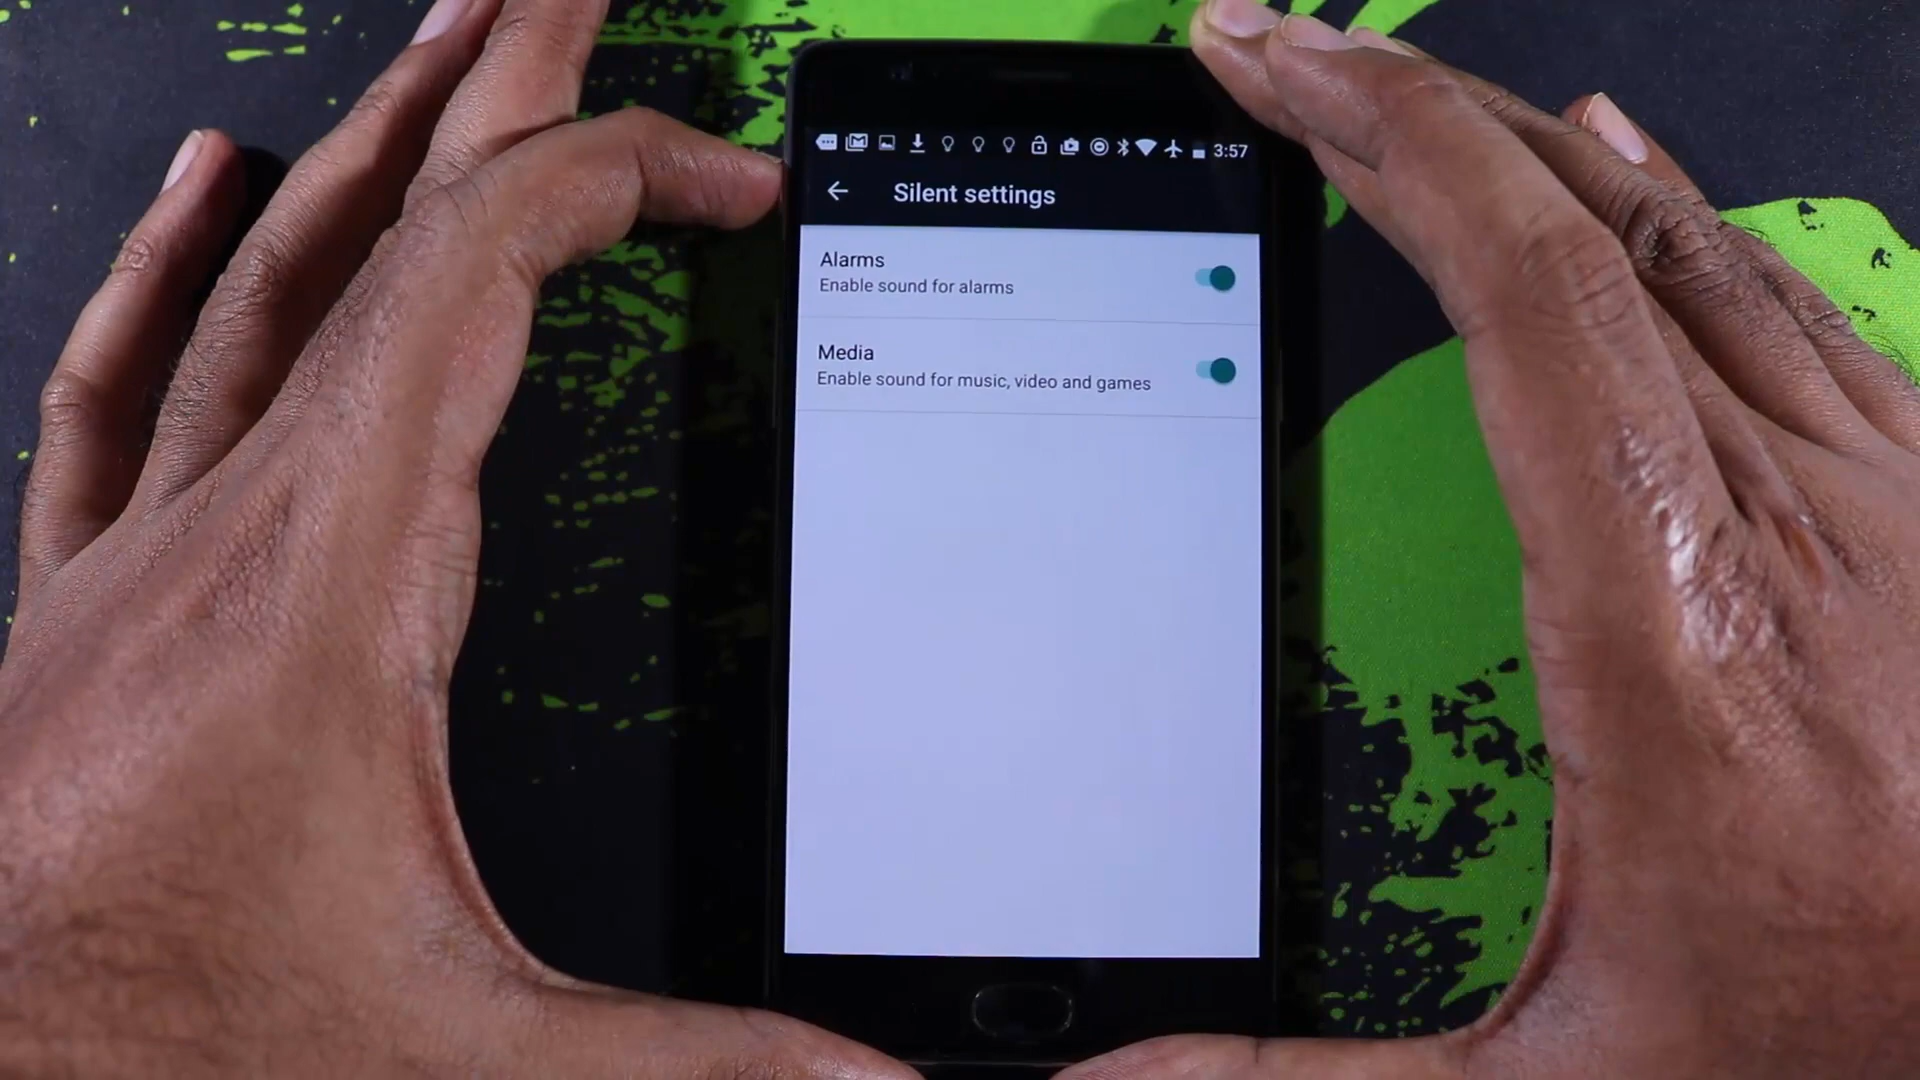 3:57
Silent settings
Alarms
Enable sound for alarms
Media
Enable sound for music, video and games